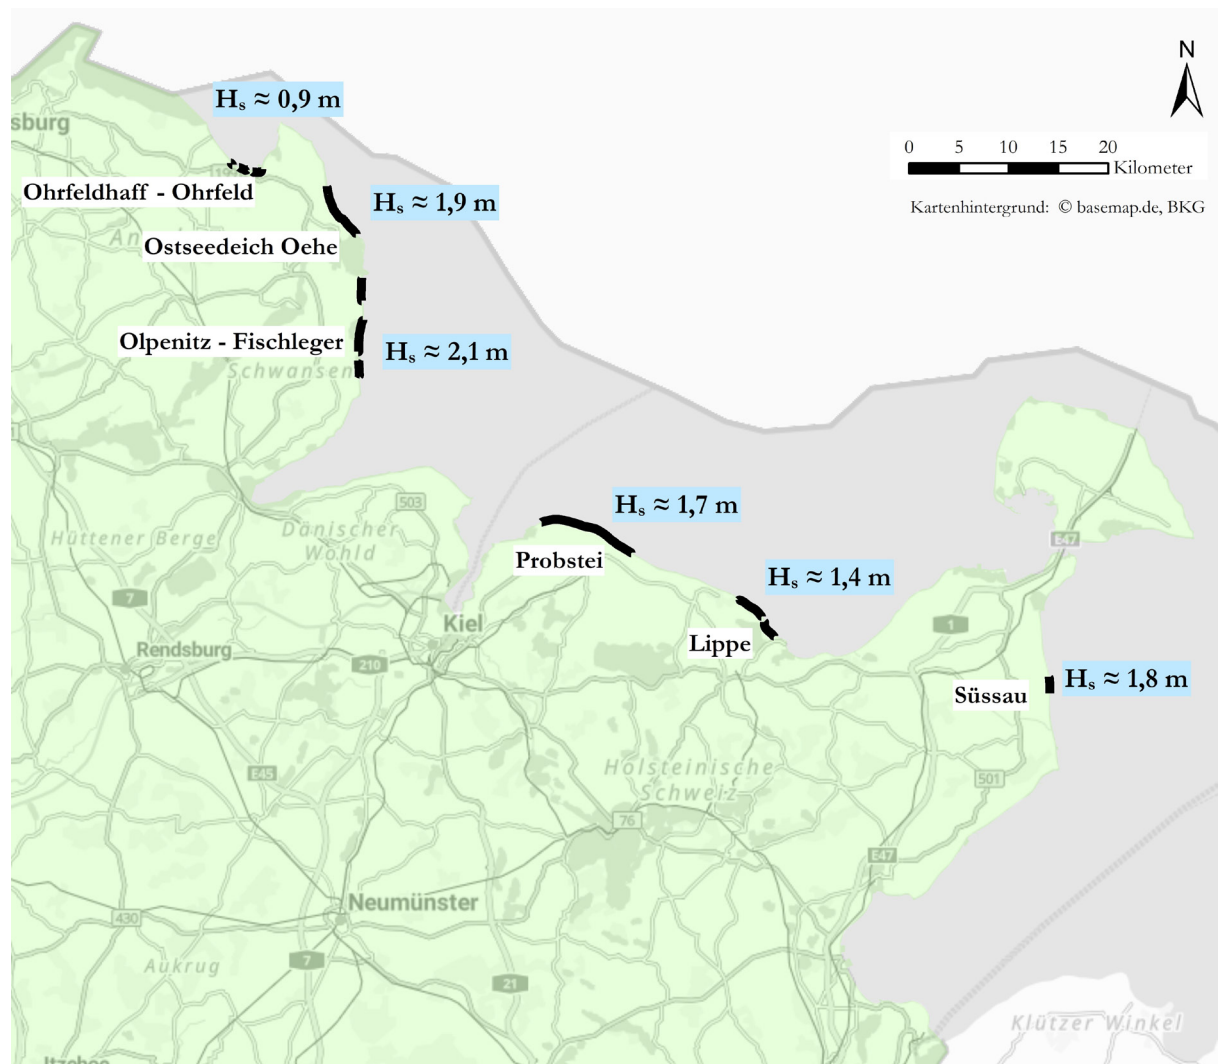 N
0 5 10 15 20
Kilometer
Kartenhintergrund: © basemap.de, BKG
Hₛ ≈ 0,9 m
sburg
199
Ohrfeldhaff - Ohrfeld
Hₛ ≈ 1,9 m
Ostseedeich Oehe
Olpenitz - Fischleger
Hₛ ≈ 2,1 m
Schwansen
503
Hₛ ≈ 1,7 m
Dänischer
Wohld
Hüttener Berge
E47
Probstei
Hₛ ≈ 1,4 m
7
Kiel
1
Lippe
Rendsburg
210
Hₛ ≈ 1,8 m
Süssau
E45
Holsteinische
Schweiz
501
76
E47
Neumünster
430
Aukrug
7
21
Klützer Winkel
Itzehoe